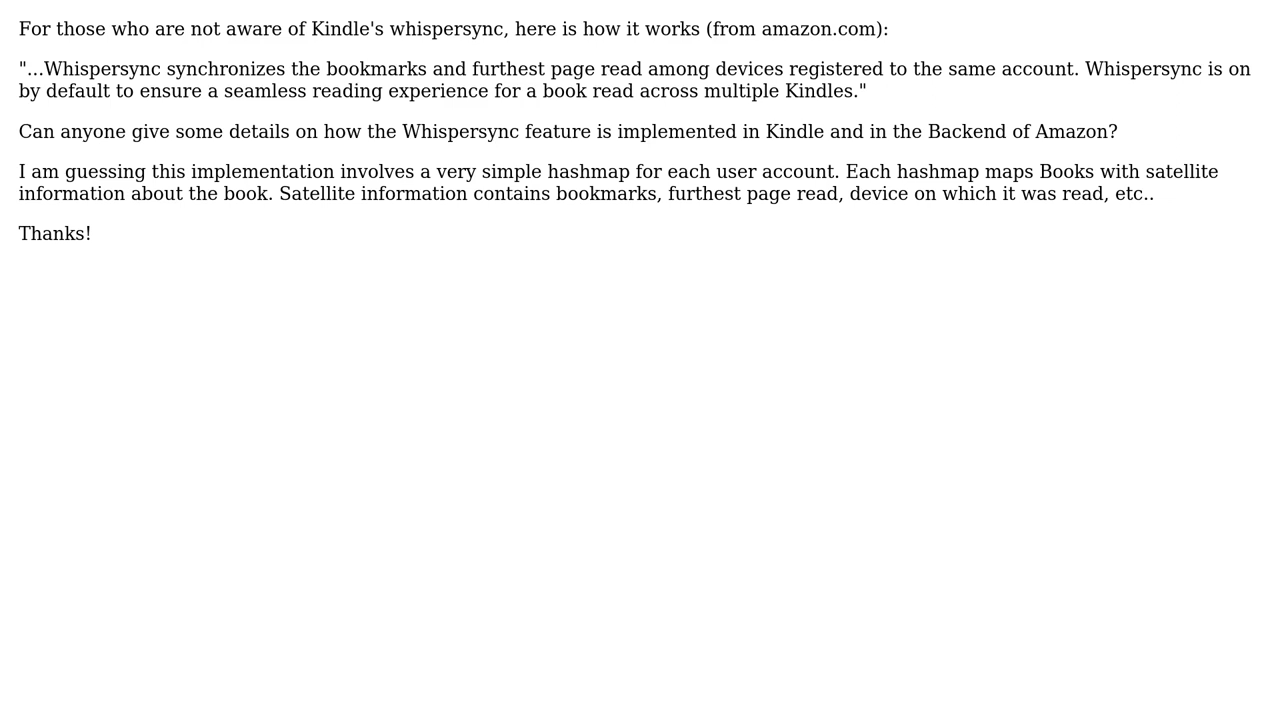 For those who are not aware of Kindle's whispersync, here is how it works (from amazon.com):
"...Whispersync synchronizes the bookmarks and furthest page read among devices registered to the same account. Whispersync is on
by default to ensure a seamless reading experience for a book read across multiple Kindles."
Can anyone give some details on how the Whispersync feature is implemented in Kindle and in the Backend of Amazon?
I am guessing this implementation involves a very simple hashmap for each user account. Each hashmap maps Books with satellite
information about the book. Satellite information contains bookmarks, furthest page read, device on which it was read, etc..
Thanks!